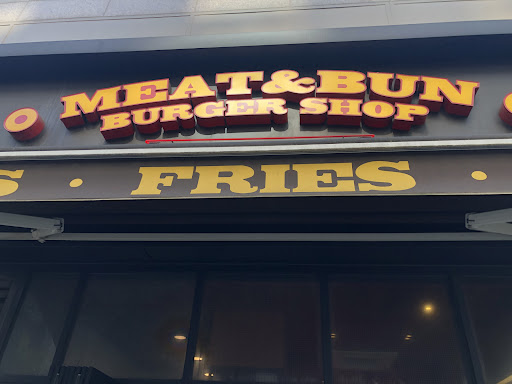 MEAT&BUN
BURGER SHOP
S • FRIES •